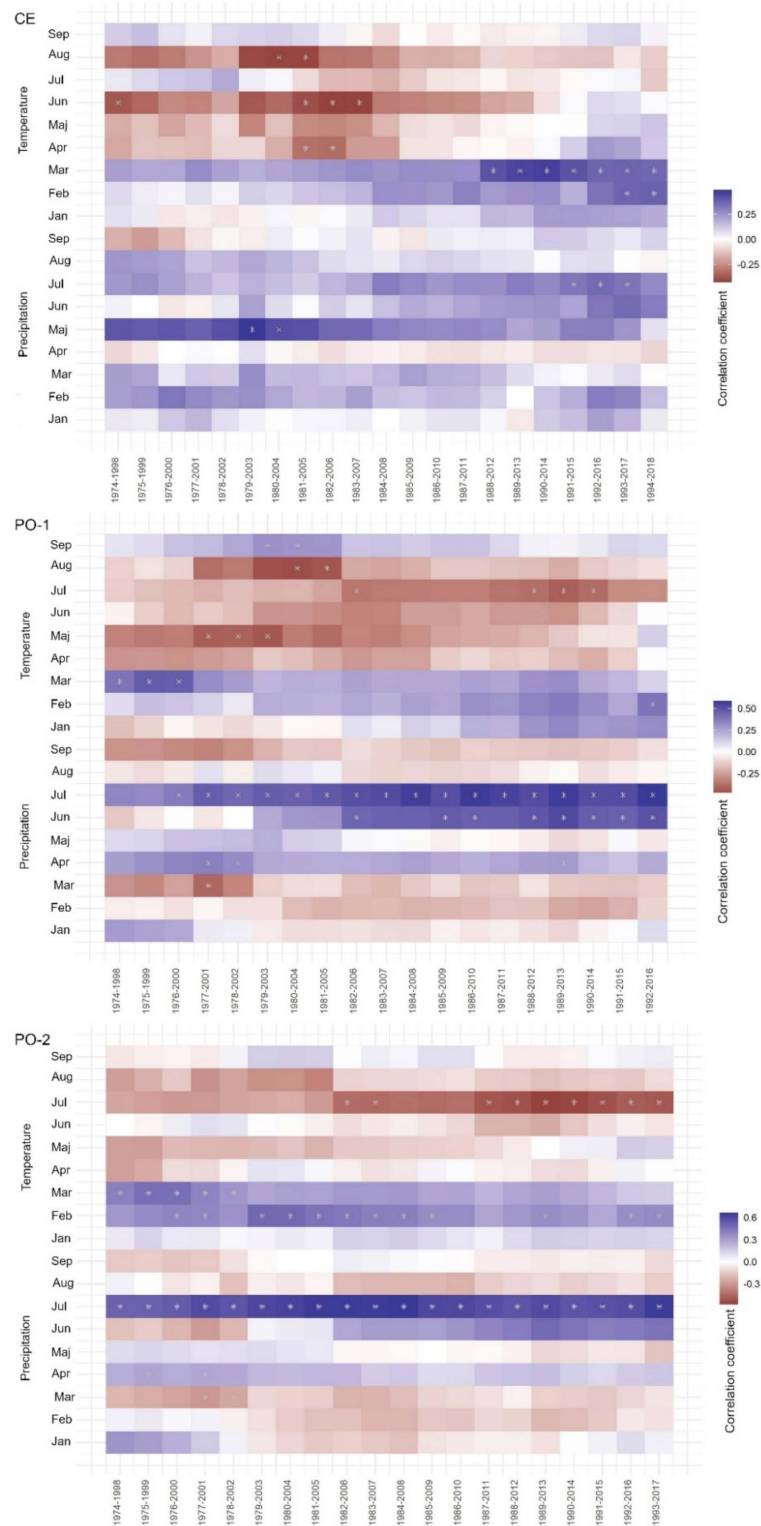 CE
Temperature
Sep
Aug
Jul
Jun
Maj
Apr
Mar
Feb
Jan
Precipitation
Sep
Aug
Jul
Jun
Maj
Apr
Mar
Feb
Jan
1974-1998
1975-1999
1976-2000
1977-2001
1978-2002
1979-2003
1980-2004
1981-2005
1982-2006
1983-2007
1984-2008
1985-2009
1986-2010
1987-2011
1988-2012
1989-2013
1990-2014
1991-2015
1992-2016
1993-2017
1994-2018
0.25
0.00
-0.25
Correlation coefficient
PO-1
Temperature
Sep
Aug
Jul
Jun
Maj
Apr
Mar
Feb
Jan
Precipitation
Sep
Aug
Jul
Jun
Maj
Apr
Mar
Feb
Jan
1974-1998
1975-1999
1976-2000
1977-2001
1978-2002
1979-2003
1980-2004
1981-2005
1982-2006
1983-2007
1984-2008
1985-2009
1986-2010
1987-2011
1988-2012
1989-2013
1990-2014
1991-2015
1992-2016
0.50
0.25
0.00
-0.25
Correlation coefficient
PO-2
Temperature
Sep
Aug
Jul
Jun
Maj
Apr
Mar
Feb
Jan
Precipitation
Sep
Aug
Jul
Jun
Maj
Apr
Mar
Feb
Jan
1974-1998
1975-1999
1976-2000
1977-2001
1978-2002
1979-2003
1980-2004
1981-2005
1982-2006
1983-2007
1984-2008
1985-2009
1986-2010
1987-2011
1988-2012
1989-2013
1990-2014
1991-2015
1992-2016
1993-2017
0.6
0.3
0.0
-0.3
Correlation coefficient